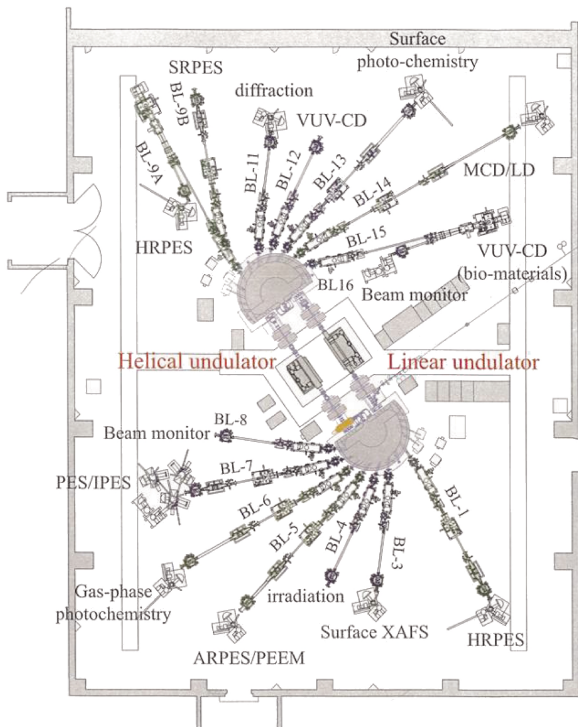 Surface
photo-chemistry
SRPES
diffraction
VUV-CD
BL-9B
BL-9A
BL-11
BL-12
BL-13
BL-14
MCD/LD
HRPES
BL-15
VUV-CD
(bio-materials)
BL16
Beam monitor
Helical undulator
Linear undulator
BL-8
Beam monitor
BL-7
PES/IPES
BL-6
BL-5
BL-4
BL-3
BL-1
Gas-phase
photochemistry
irradiation
Surface XAFS
HRPES
ARPES/PEEM